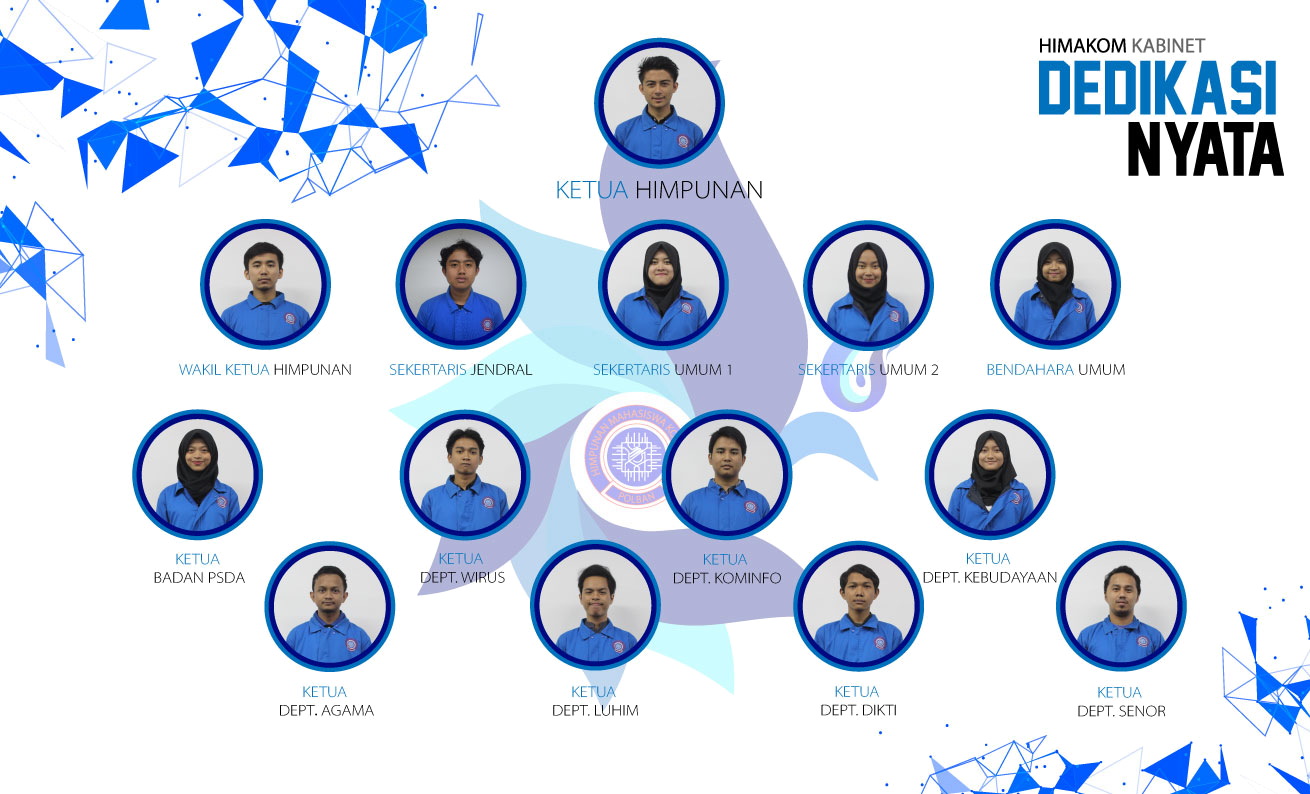 HIMAKOM KABINET
DEDIKASI
NYATA
KETUA HIMPUNAN
WAKIL KETUA HIMPUNAN
SEKERTARIS JENDRAL
SEKERTARIS UMUM 1
SEKERTARIS UMUM 2
BENDAHARA UMUM
HIMPUNAN MAHASISWA
POLBAN
KETUA
BADAN PSDA
KETUA
DEPT. WIRUS
KETUA
DEPT. KOMINFO
KETUA
DEPT. KEBUDAYAAN
KETUA
DEPT. AGAMA
KETUA
DEPT. LUHIM
KETUA
DEPT. DIKTI
KETUA
DEPT. SENOR